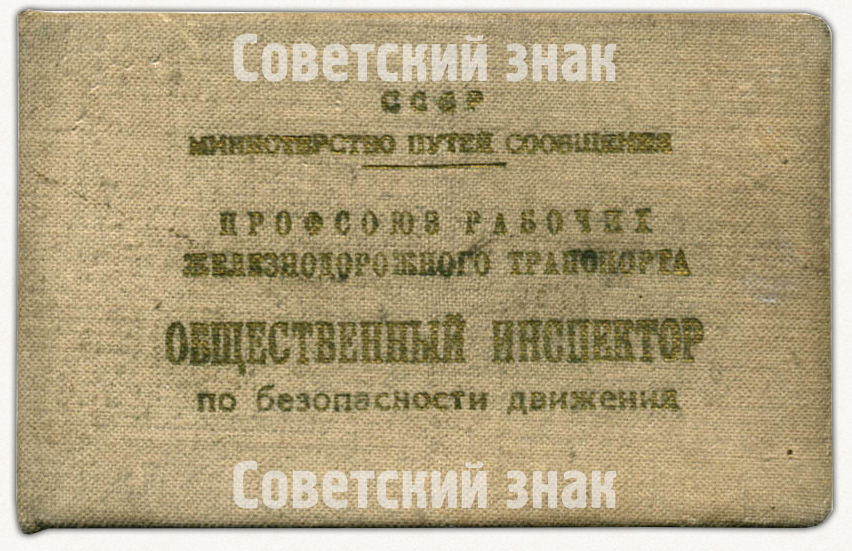 Советский знак
СССР
МИНИСТЕРСТВО ПУТЕЙ СООБЩЕНИЯ
ПРОФСОЮЗ РАБОЧИХ
ЖЕЛЕЗНОДОРОЖНОГО ТРАНСПОРТА
ОБЩЕСТВЕННЫЙ ИНСПЕКТОР
по безопасности движения
Советский знак